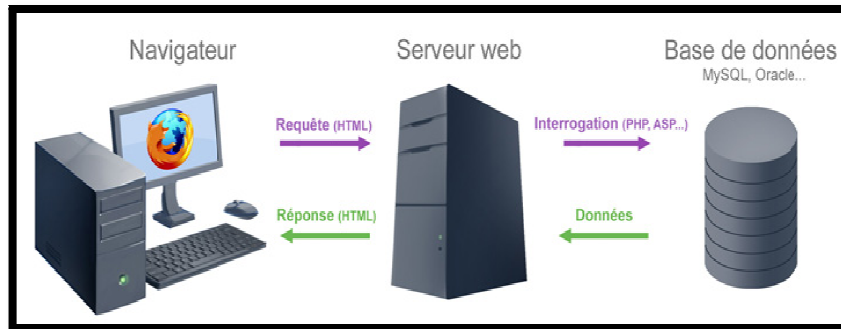 Navigateur
Serveur web
Base de données
MySQL, Oracle...
Requête (HTML)
Interrogation (PHP, ASP...)
Réponse (HTML)
Données